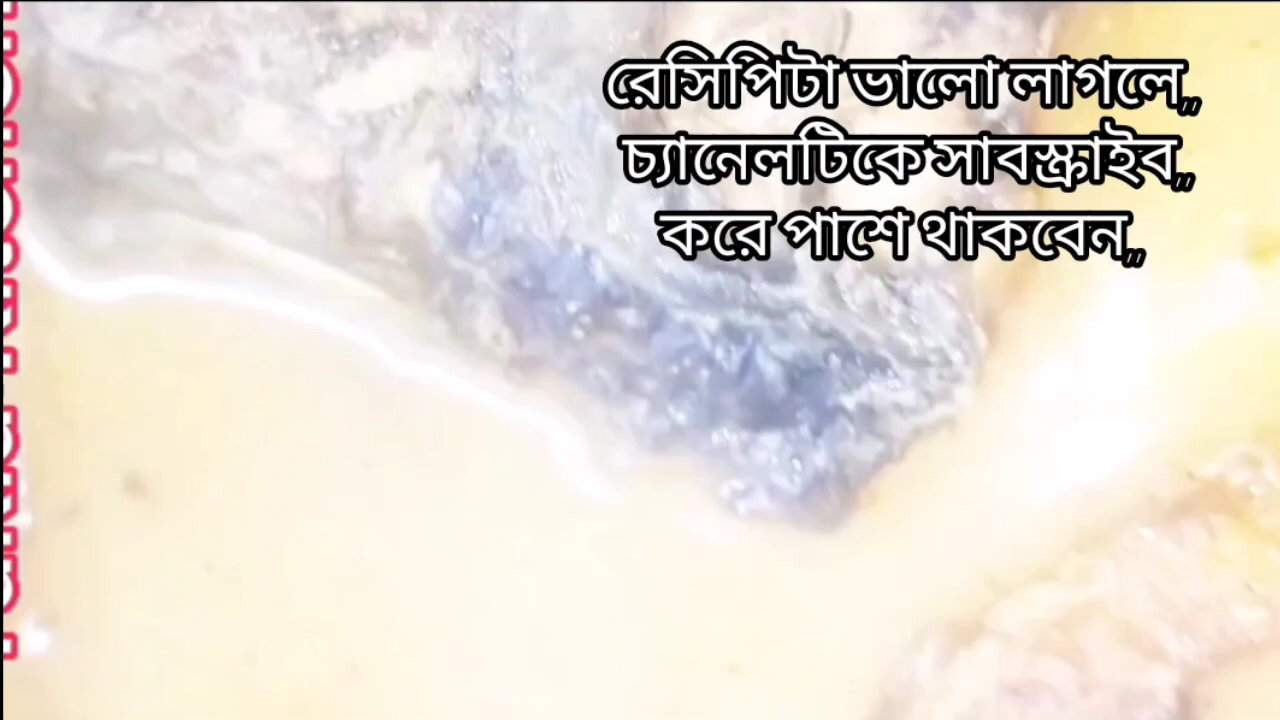 রেসিপিটা ভালো লাগলে,,
চ্যানেলটিকে সাবস্ক্রাইব,,
করে পাশে থাকবেন,,